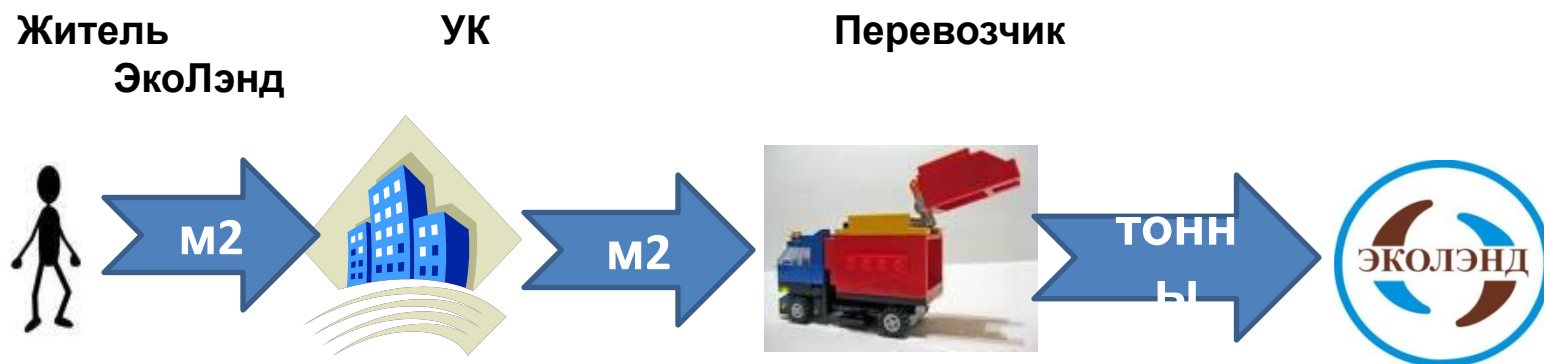 Житель УК Перевозчик
ЭкоЛэнд
м2
м2
тонн
ы
ЭКОЛЭНД